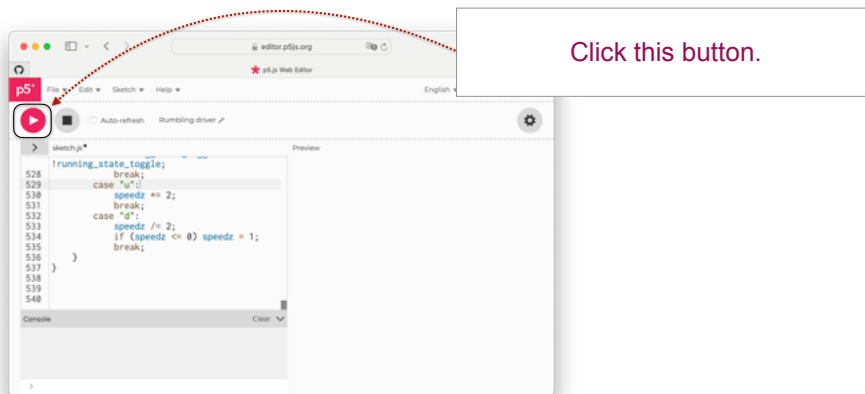 Click this button.
editor.p5js.org
p5.js Web Editor
p5* File Edit Sketch Help English
Auto-refresh Rumbling driver
sketch.js Preview
!running_state_toggle;
528 break;
529 case "u":
530 speedz *= 2;
531 break;
532 case "d":
533 speedz /= 2;
534 if (speedz <= 0) speedz = 1;
535 break;
536 }
537 }
538
539
540
Console Clear
>